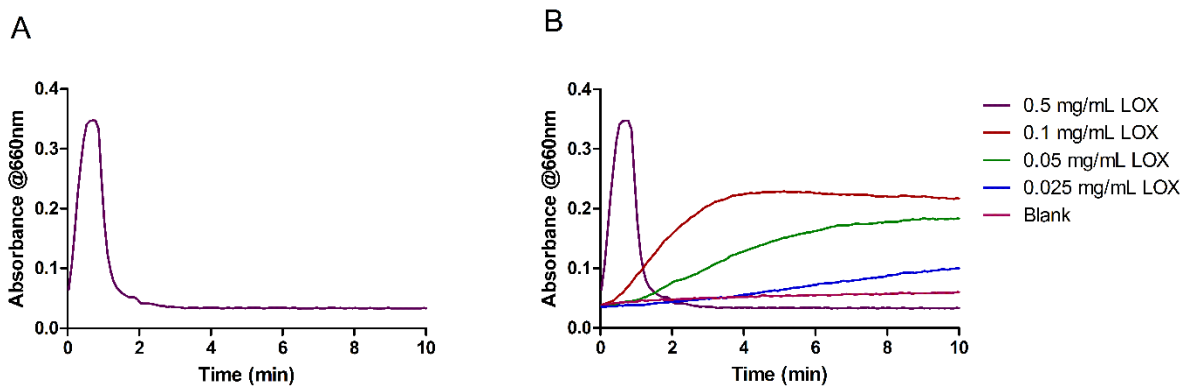 A
Absorbance @660nm
0.4
0.3
0.2
0.1
0.0
0 2 4 6 8 10
Time (min)
B
Absorbance @660nm
0.4
0.3
0.2
0.1
0.0
0 2 4 6 8 10
Time (min)
0.5 mg/mL LOX
0.1 mg/mL LOX
0.05 mg/mL LOX
0.025 mg/mL LOX
Blank